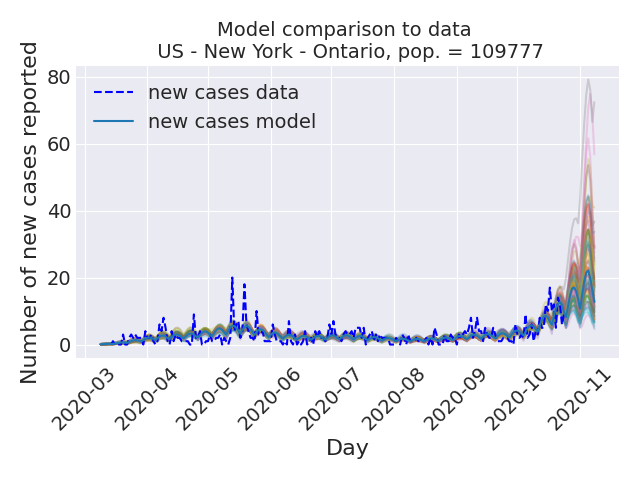 Model comparison to data
US - New York - Ontario, pop. = 109777
Number of new cases reported
80
60
40
20
0
new cases data
new cases model
2020-03
2020-04
2020-05
2020-06
2020-07
2020-08
2020-09
2020-10
2020-11
Day